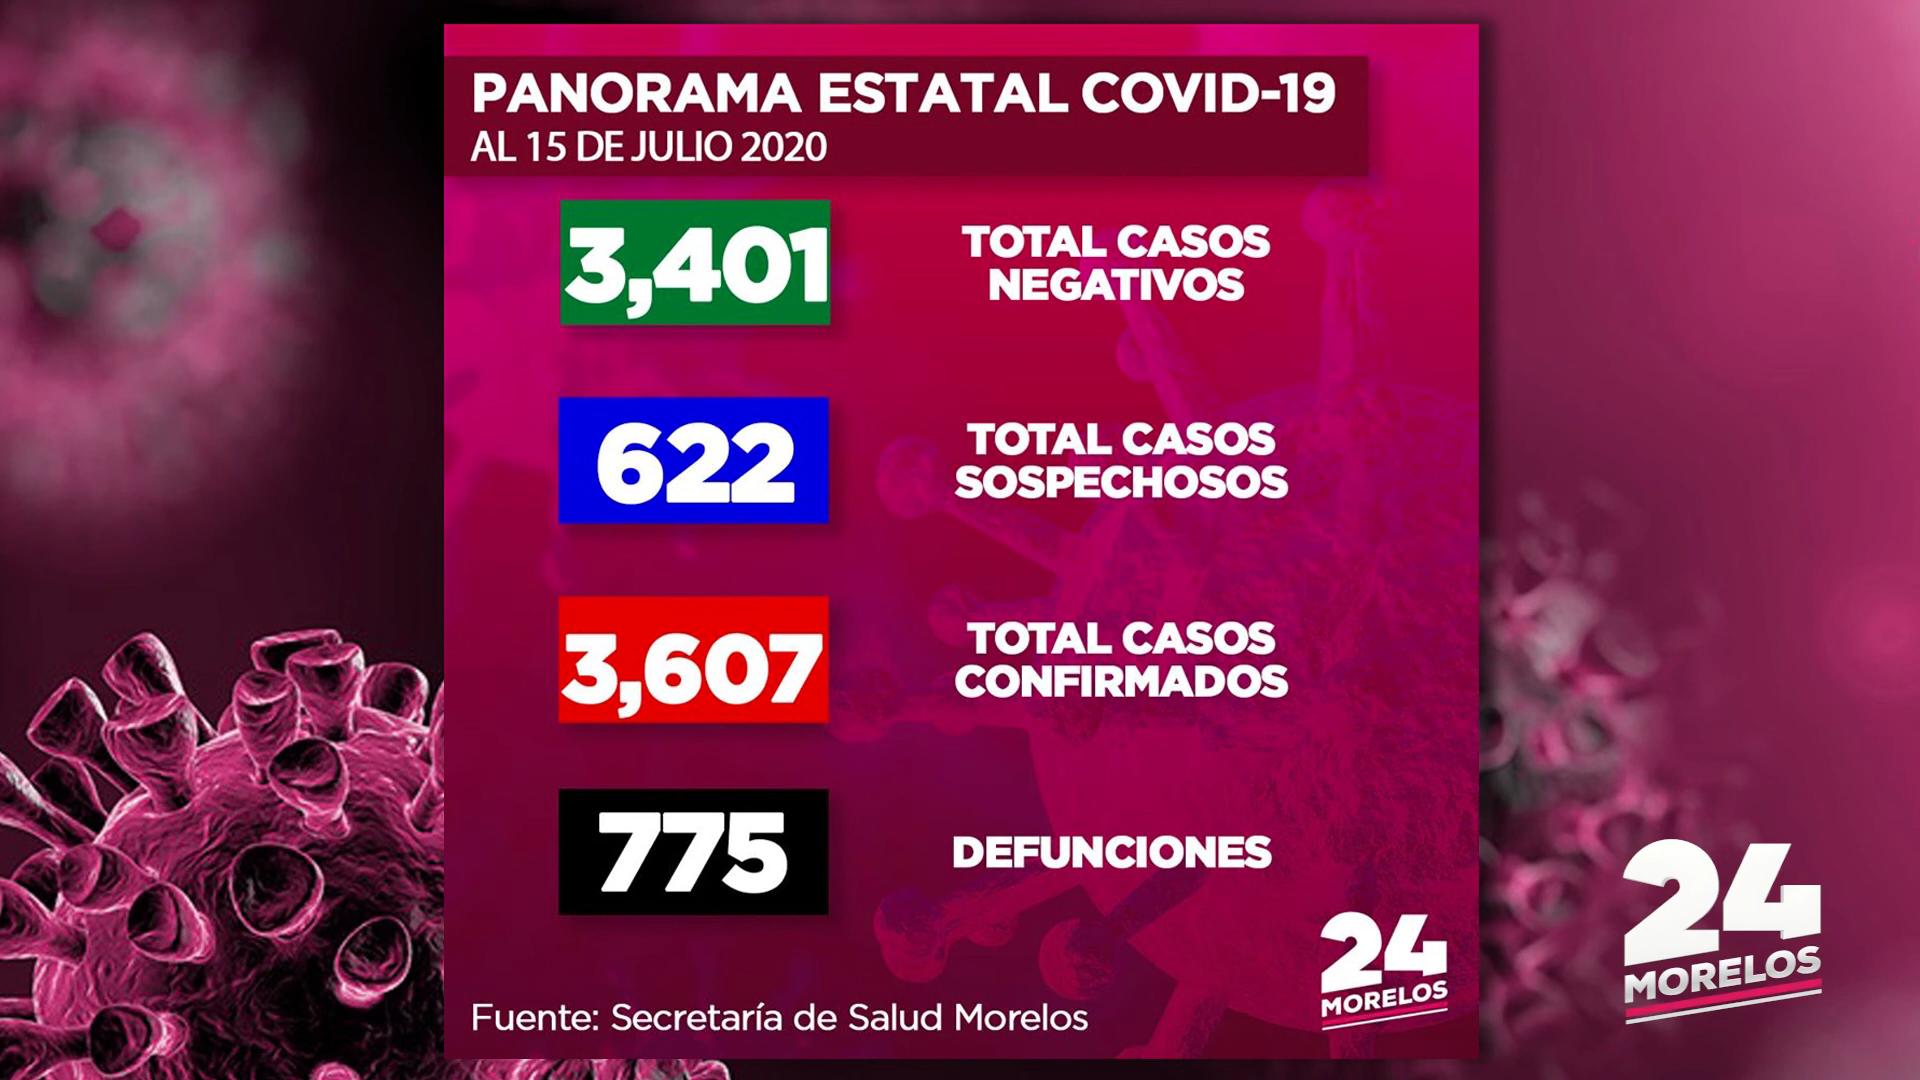 PANORAMA ESTATAL COVID-19
AL 15 DE JULIO 2020
3,401
TOTAL CASOS
NEGATIVOS
622
TOTAL CASOS
SOSPECHOSOS
3,607
TOTAL CASOS
CONFIRMADOS
775
DEFUNCIONES
24
MORELOS
Fuente: Secretaría de Salud Morelos
24
MORELOS